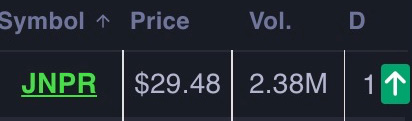 Symbol ↑ Price Vol. D
JNPR $29.48 2.38M 1↑